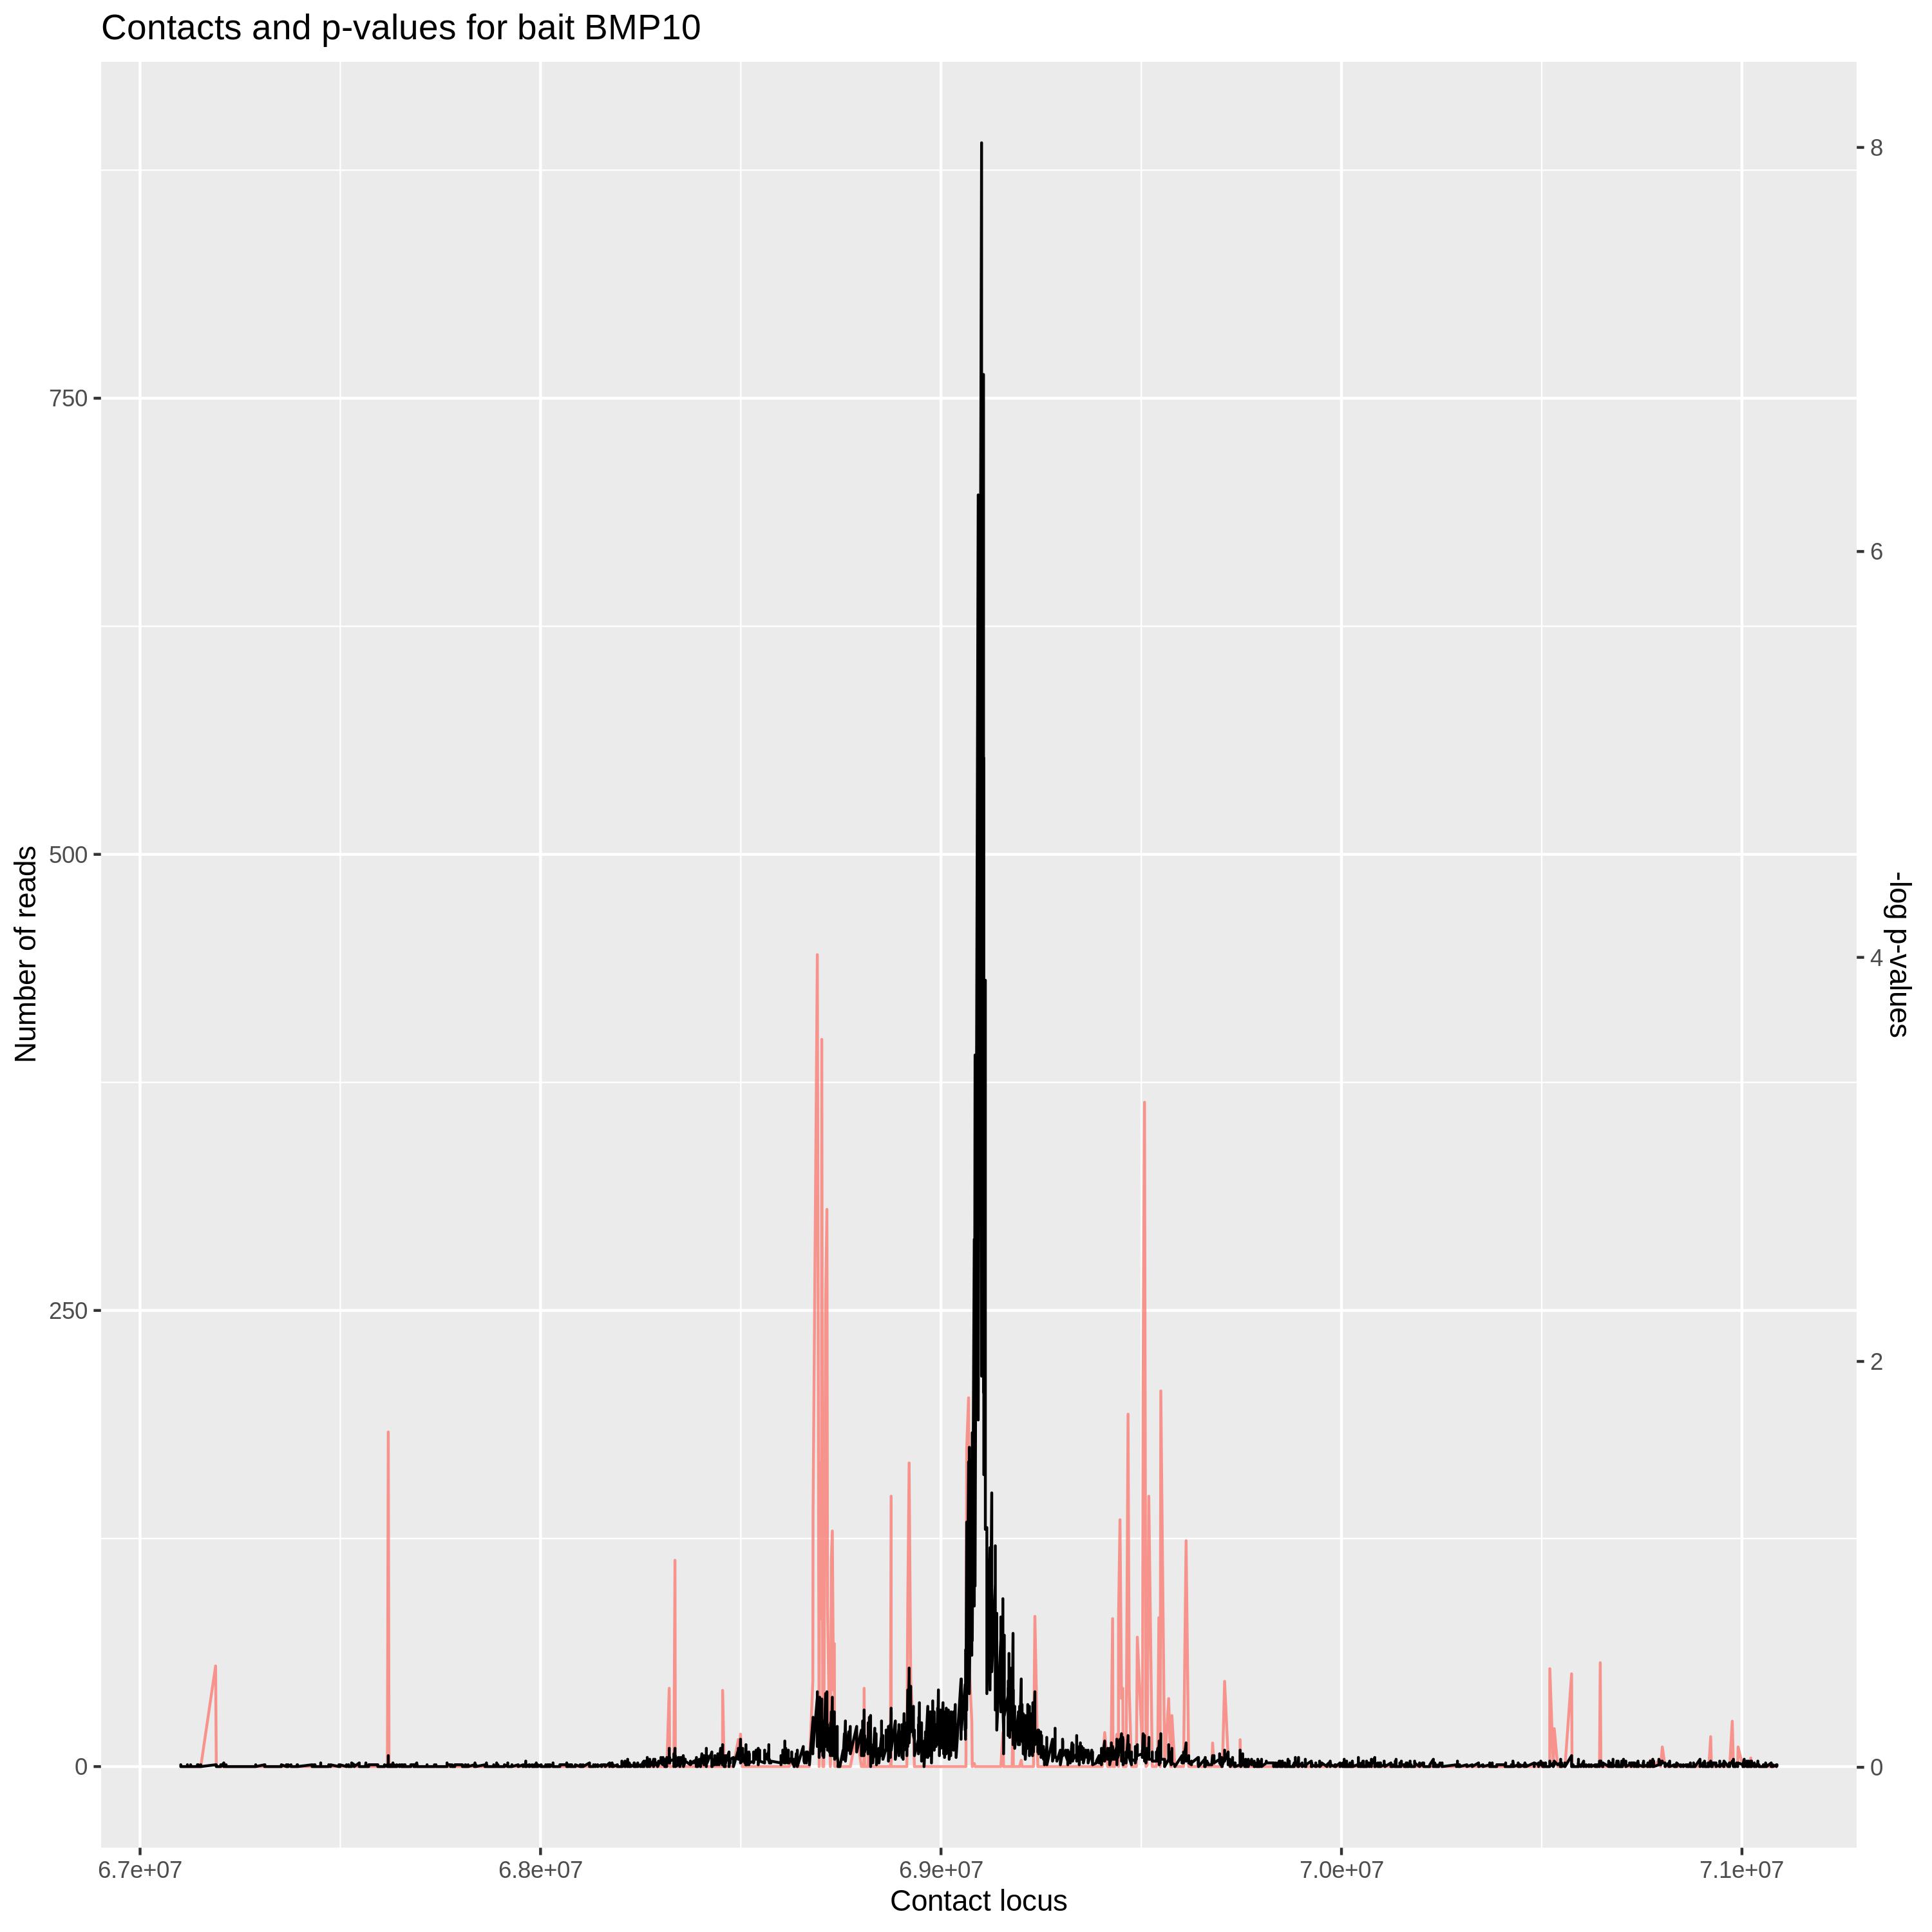 Contacts and p-values for bait BMP10
Number of reads
750
500
250
0
8
6
4
2
0
-log p-values
6.7e+07 6.8e+07 6.9e+07 7.0e+07 7.1e+07
Contact locus